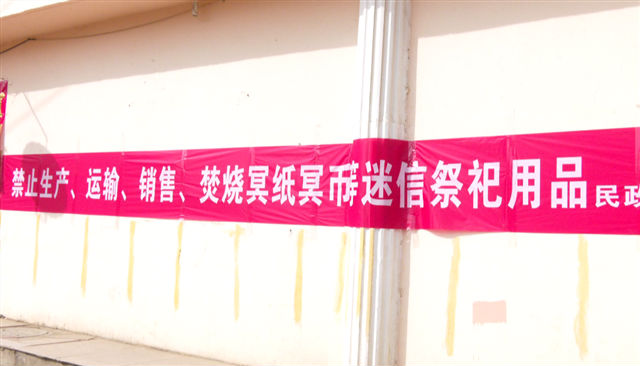 禁止生产、运输、销售、焚烧冥纸冥币等迷信祭祀用品 民政